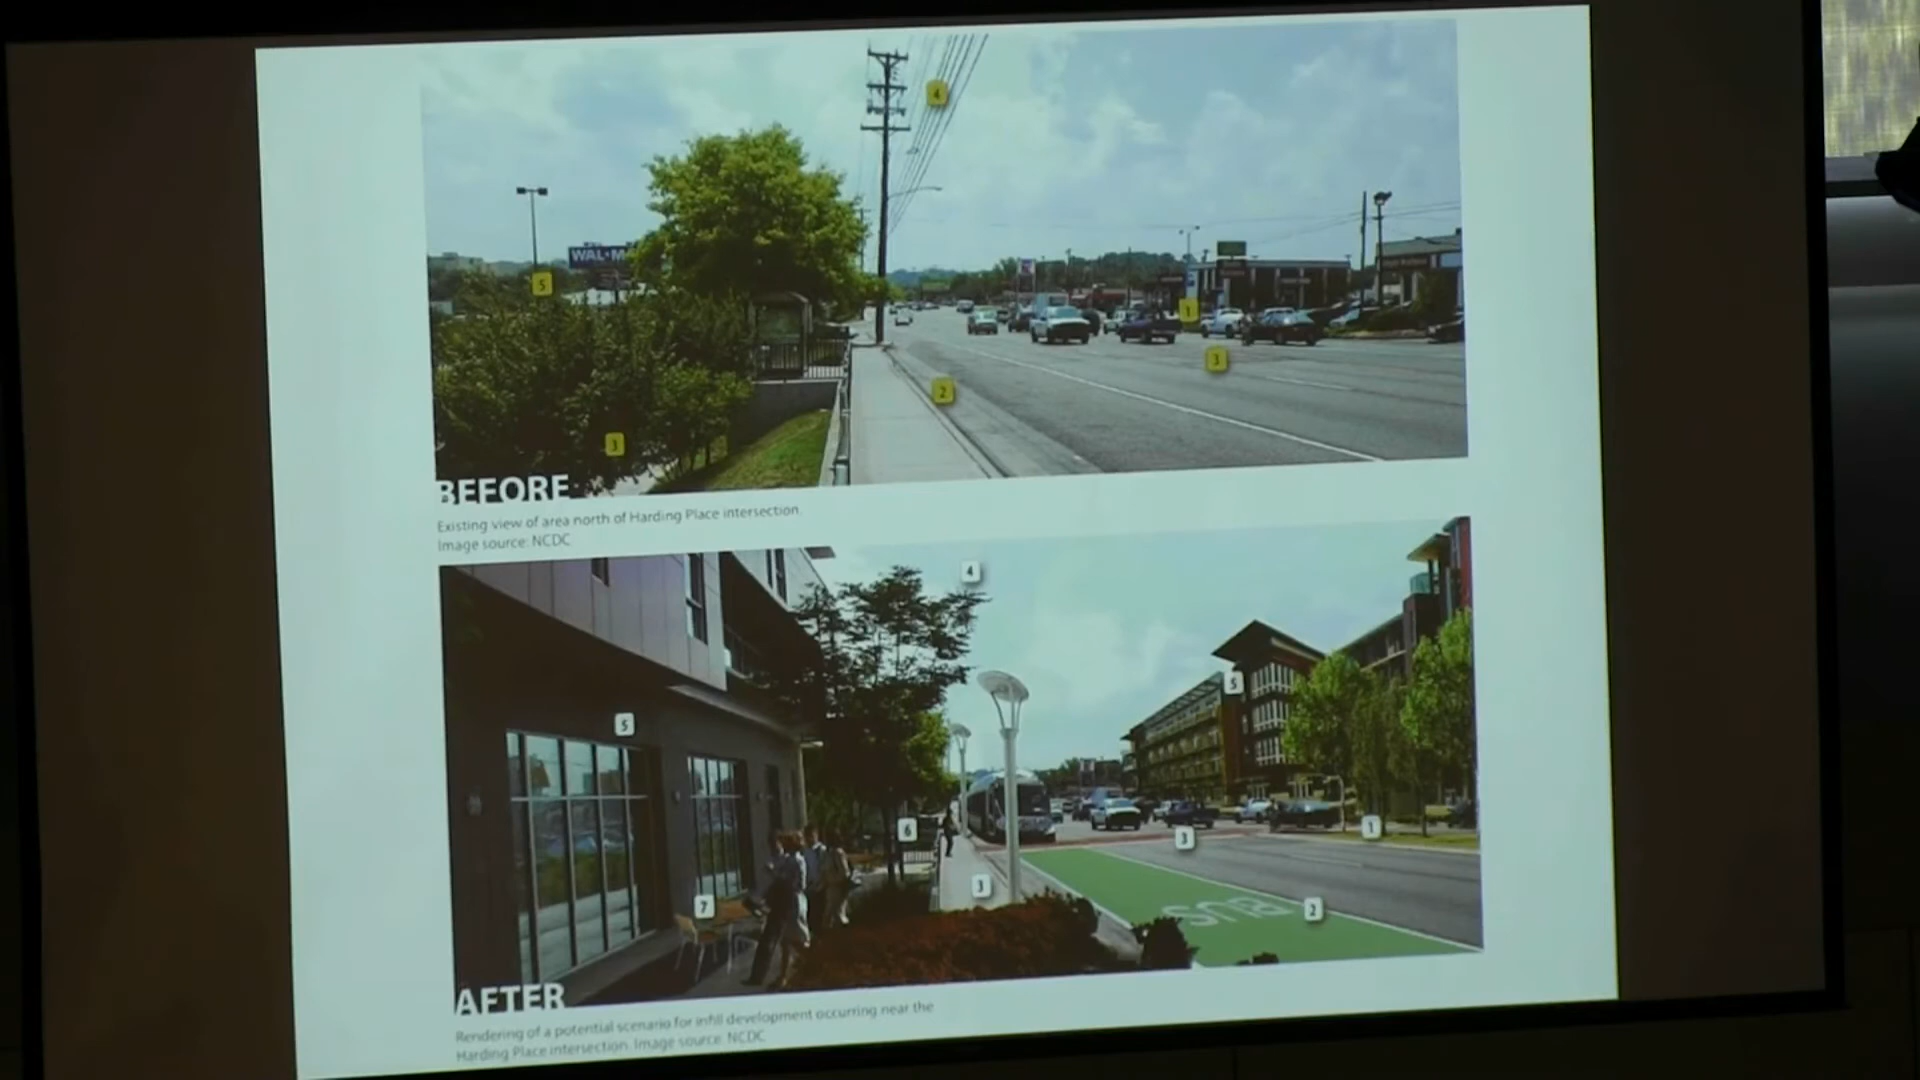 4
WAL-M
5
1
3
2
3
BEFORE
Existing view of area north of Harding Place intersection.
Image source: NCDC
4
5
5
6
3
1
3
7
2
BUS
AFTER
Rendering of a potential scenario for infill development occurring near the
Harding Place intersection. Image source: NCDC